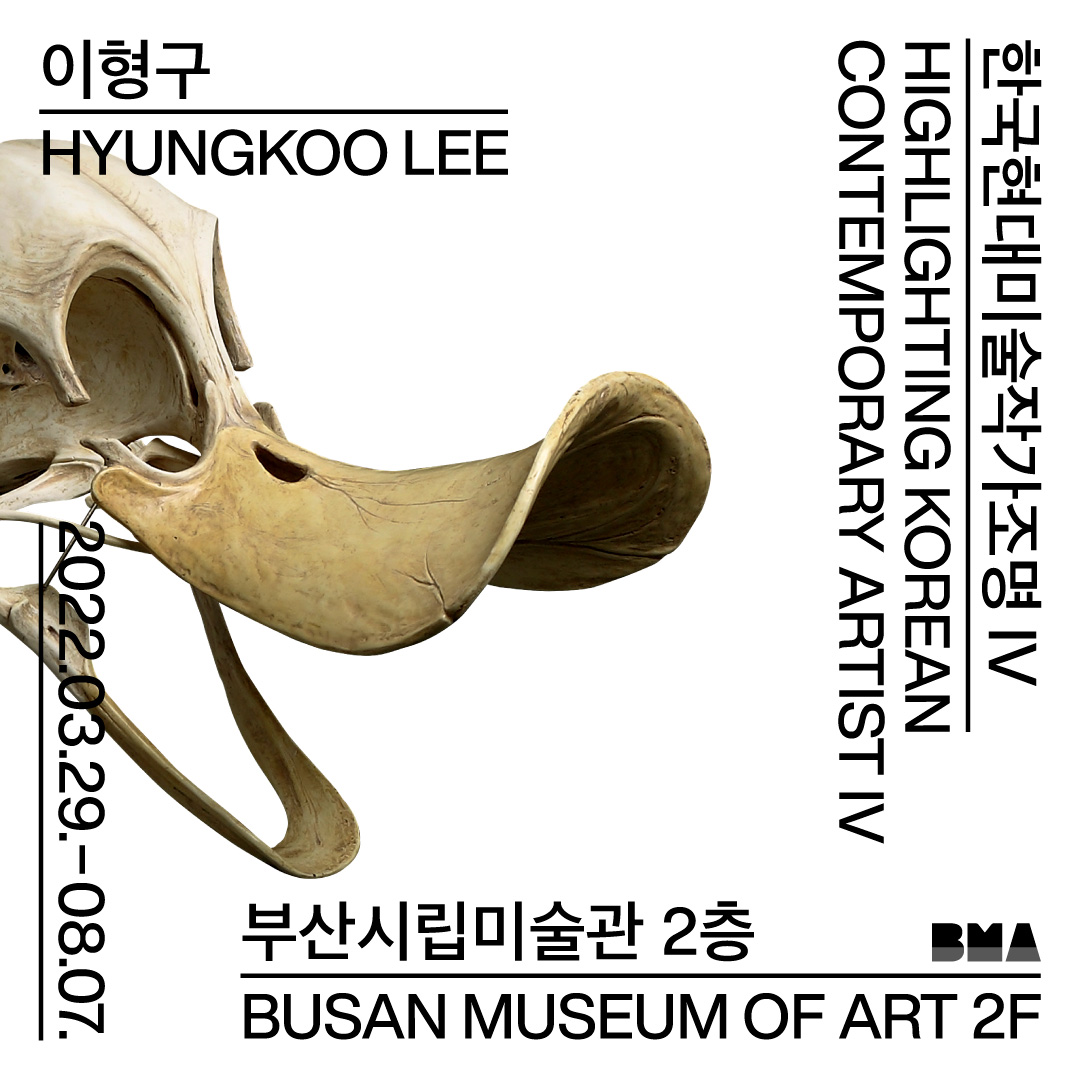 이형구
HYUNGKOO LEE
한국현대미술작가조명 IV
HIGHLIGHTING KOREAN
CONTEMPORARY ARTIST IV
2022.03.29.–08.07.
부산시립미술관 2층
BUSAN MUSEUM OF ART 2F
BMA